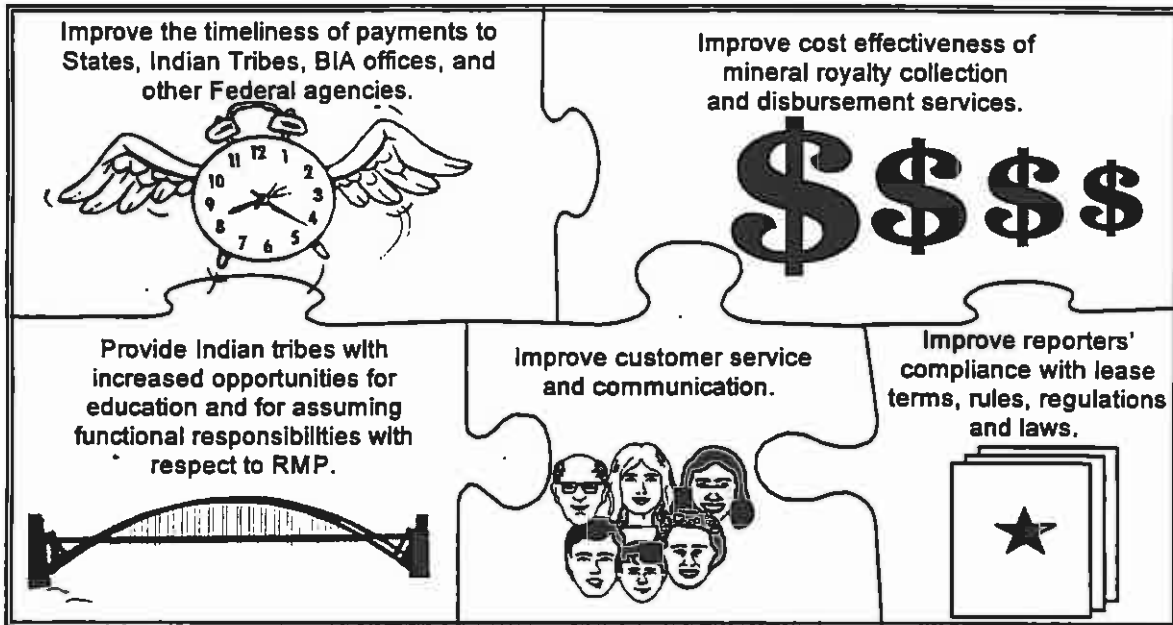 Improve the timeliness of payments to
States, Indian Tribes, BIA offices, and
other Federal agencies.
11 12 1
10 2
9 3
8 4
7 6 5
Improve cost effectiveness of
mineral royalty collection
and disbursement services.
$ $ $ $
Provide Indian tribes with
increased opportunities for
education and for assuming
functional responsibilities with
respect to RMP.
Improve customer service
and communication.
Improve reporters'
compliance with lease
terms, rules, regulations
and laws.